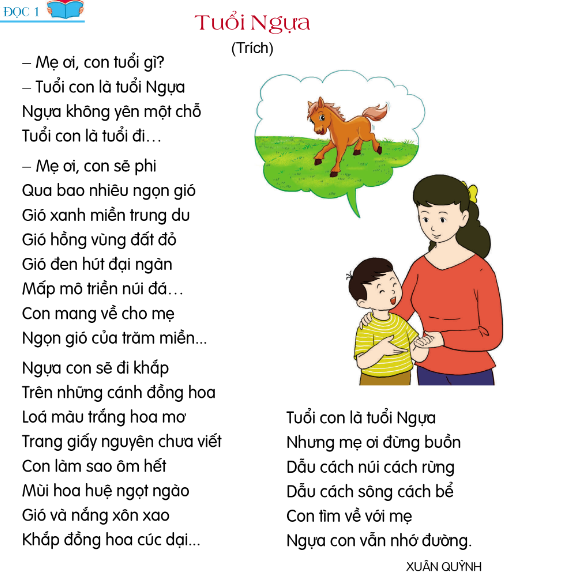 ĐỌC 1
Tuổi Ngựa
(Trích)
– Mẹ ơi, con tuổi gì?
– Tuổi con là tuổi Ngựa
Ngựa không yên một chỗ
Tuổi con là tuổi đi...
– Mẹ ơi, con sẽ phi
Qua bao nhiêu ngọn gió
Gió xanh miền trung du
Gió hồng vùng đất đỏ
Gió đen hút đại ngàn
Mấp mô triền núi đá...
Con mang về cho mẹ
Ngọn gió của trăm miền...
Ngựa con sẽ đi khắp
Trên những cánh đồng hoa
Loá màu trắng hoa mơ
Trang giấy nguyên chưa viết
Con làm sao ôm hết
Mùi hoa huệ ngọt ngào
Gió và nắng xôn xao
Khắp đồng hoa cúc dại...
Tuổi con là tuổi Ngựa
Nhưng mẹ ơi đừng buồn
Dẫu cách núi cách rừng
Dẫu cách sông cách bể
Con tìm về với mẹ
Ngựa con vẫn nhớ đường.
XUÂN QUỲNH